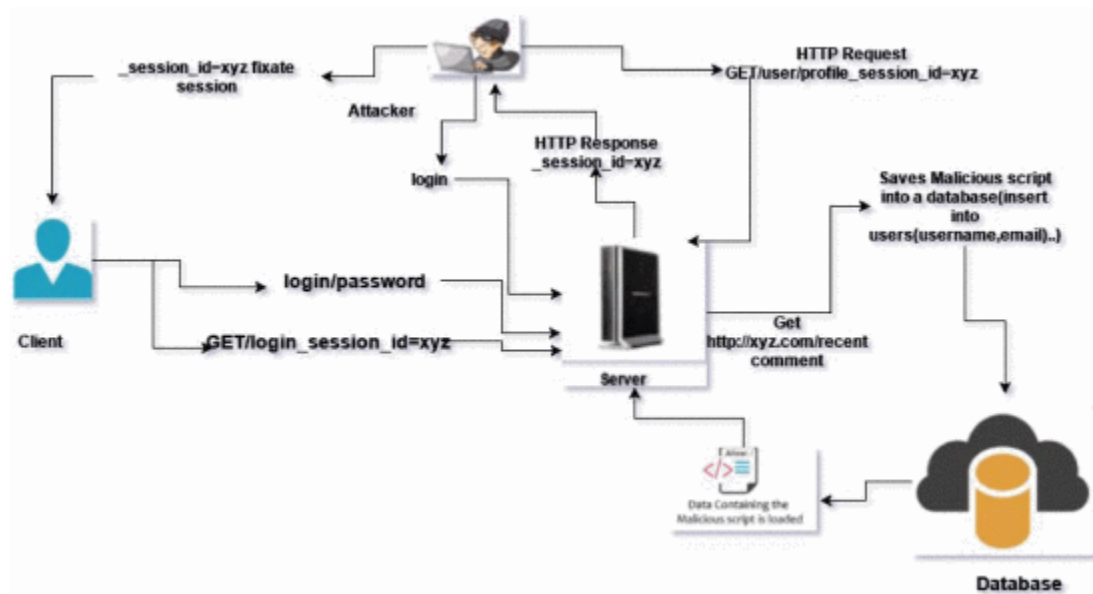 HTTP Request
GET/user/profile_session_id=xyz
_session_id=xyz fixate
session
Attacker
HTTP Response
_session_id=xyz
login
Saves Malicious script
into a database(insert
into
users(username,email)..)
login/password
Client
GET/login_session_id=xyz
Get
http://xyz.com/recent
comment
Server
</>
Data Containing the
Malicious script is loaded
Database